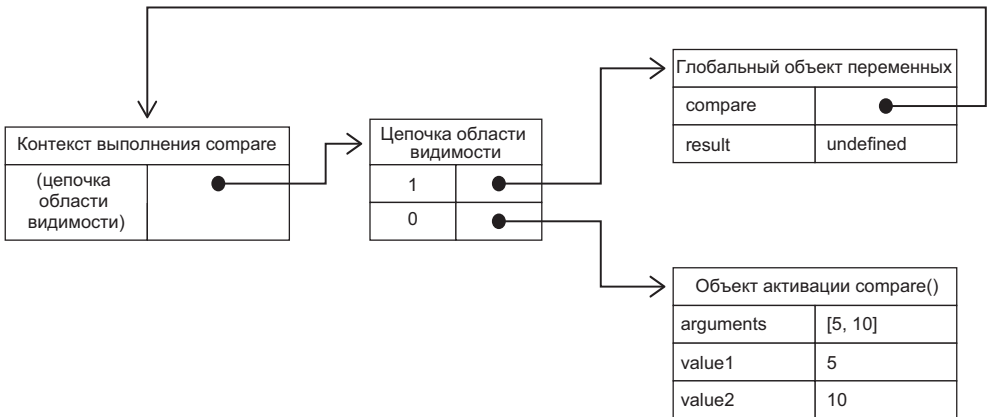 Глобальный объект переменных
compare
result undefined
Контекст выполнения compare
(цепочка
области
видимости)
Цепочка области
видимости
1
0
Объект активации compare()
arguments [5, 10]
value1 5
value2 10